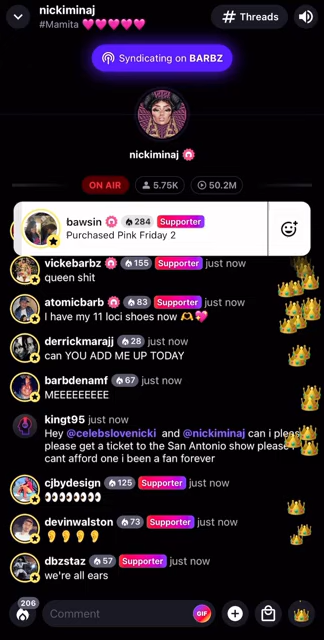 nickiminaj
#Mamita 💗💗💗💗💗
# Threads
Syndicating on BARBZ
nickiminaj
ON AIR 5.75K 50.2M
bawsin 284 Supporter
Purchased Pink Friday 2
vickebarbz 155 Supporter just now
queen shit
atomicbarb 83 Supporter just now
I have my 11 loci shoes now 🫶💖
derrickmarajj 28 just now
can YOU ADD ME UP TODAY
barbdenamf 67 just now
MEEEEEEEEE
kingt95 just now
Hey @celebslovenicki and @nickiminaj can i
please get a ticket to the San Antonio show please I
cant afford one i been a fan forever
cjbydesign 125 Supporter just now
👀👀👀👀👀👀👀👀
devinwalston 73 Supporter just now
👂👂👂👂
dbzstaz 57 Supporter just now
we're all ears
206
Comment GIF